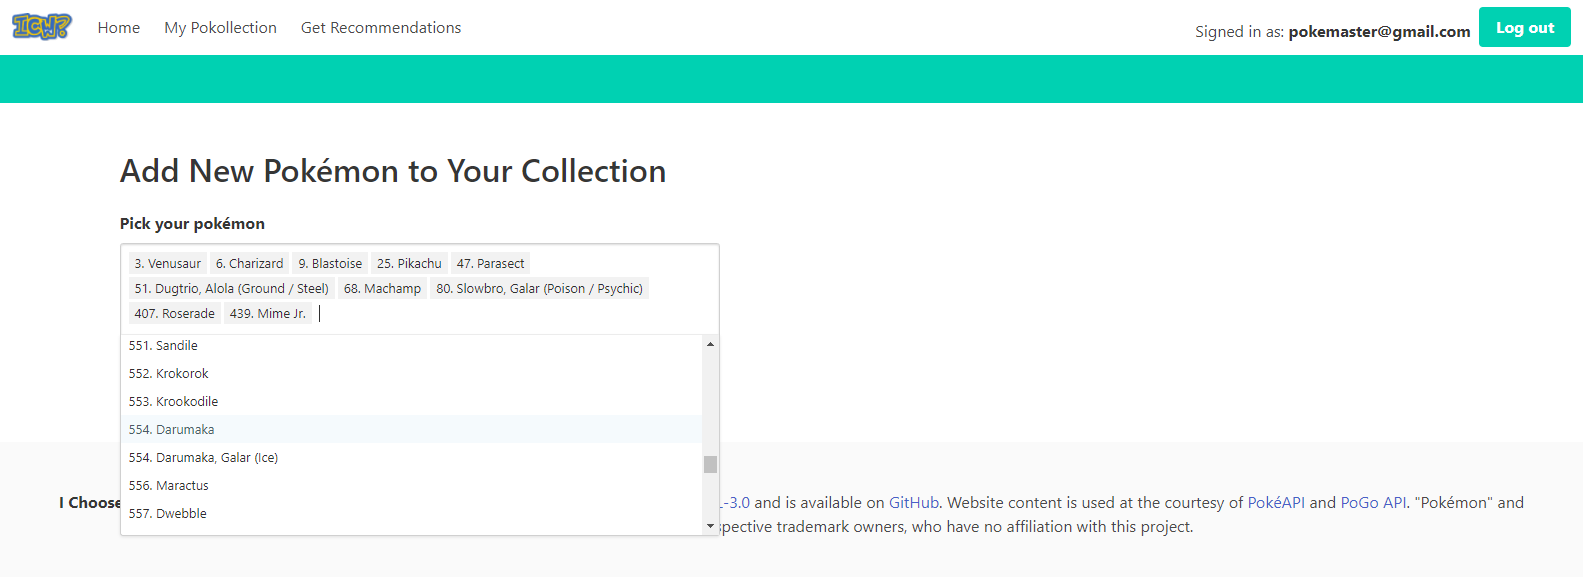 ICW?
Home My Pokollection Get Recommendations
Signed in as: pokemaster@gmail.com Log out
Add New Pokémon to Your Collection
Pick your pokémon
3. Venusaur 6. Charizard 9. Blastoise 25. Pikachu 47. Parasect
51. Dugtrio, Alola (Ground / Steel) 68. Machamp 80. Slowbro, Galar (Poison / Psychic)
407. Roserade 439. Mime Jr.
551. Sandile
552. Krokorok
553. Krookodile
554. Darumaka
554. Darumaka, Galar (Ice)
556. Maractus
557. Dwebble
I Choose -3.0 and is available on GitHub. Website content is used at the courtesy of PokéAPI and PoGo API. "Pokémon" and
spective trademark owners, who have no affiliation with this project.